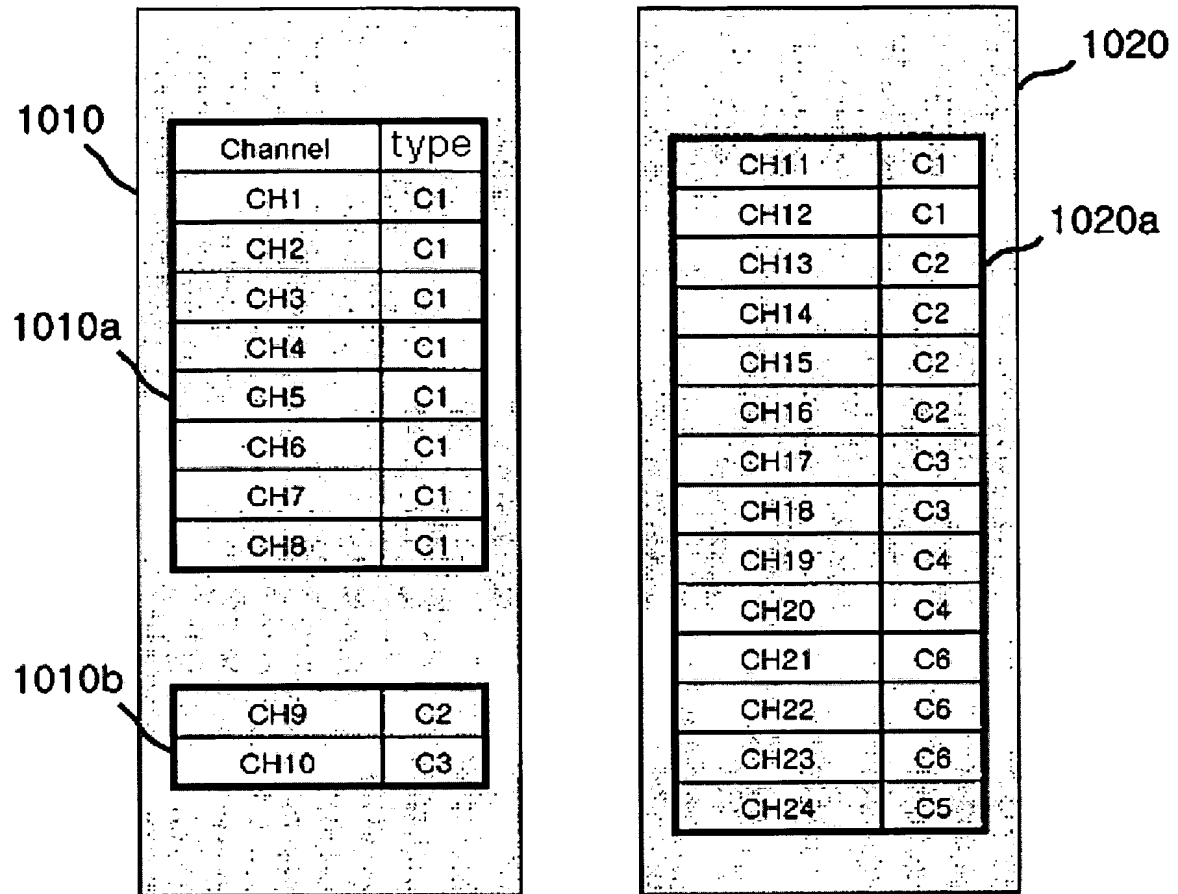 1010
Channel type
CH1 C1
CH2 C1
CH3 C1
1010a
CH4 C1
CH5 C1
CH6 C1
CH7 C1
CH8 C1
1010b
CH9 C2
CH10 C3
1020
CH11 C1
CH12 C1
1020a
CH13 C2
CH14 C2
CH15 C2
CH16 C2
CH17 C3
CH18 C3
CH19 C4
CH20 C4
CH21 C6
CH22 C6
CH23 C6
CH24 C5